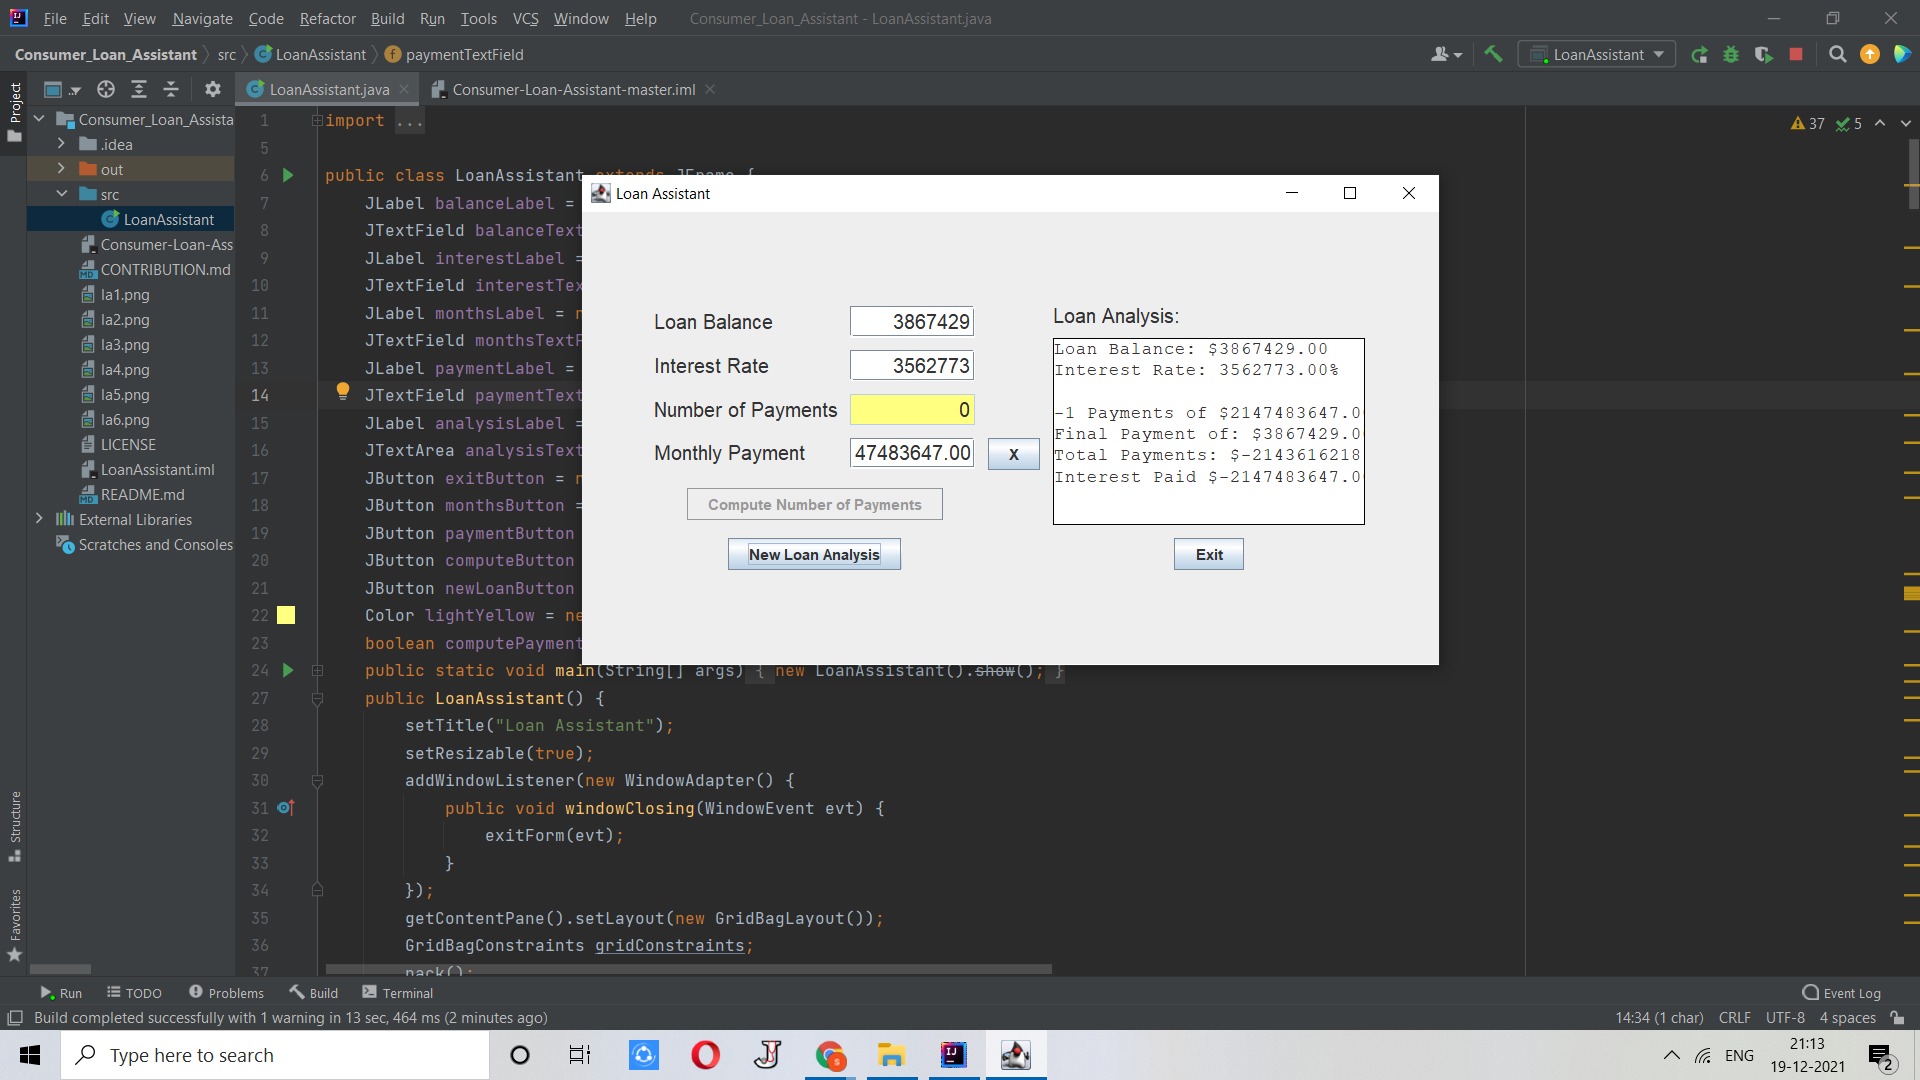 File Edit View Navigate Code Refactor Build Run Tools VCS Window Help Consumer_Loan_Assistant - LoanAssistant.java
Consumer_Loan_Assistant src LoanAssistant paymentTextField LoanAssistant
Project
LoanAssistant.java Consumer-Loan-Assistant-master.iml
Consumer_Loan_Assista
.idea
out
src
LoanAssistant
Consumer-Loan-Ass
CONTRIBUTION.md
la1.png
la2.png
la3.png
la4.png
la5.png
la6.png
LICENSE
LoanAssistant.iml
README.md
External Libraries
Scratches and Consoles
Structure
Favorites
37 5
1 import ...
5
6 public class LoanAssistant extends JFrame {
7 JLabel balanceLabel =
8 JTextField balanceText
9 JLabel interestLabel =
10 JTextField interestTex
11 JLabel monthsLabel = n
12 JTextField monthsTextF
13 JLabel paymentLabel =
14 JTextField paymentText
15 JLabel analysisLabel =
16 JTextArea analysisText
17 JButton exitButton = n
18 JButton monthsButton =
19 JButton paymentButton
20 JButton computeButton
21 JButton newLoanButton
22 Color lightYellow = ne
23 boolean computePayment
24 public static void main(String[] args) { new LoanAssistant().show(); }
27 public LoanAssistant() {
28 setTitle("Loan Assistant");
29 setResizable(true);
30 addWindowListener(new WindowAdapter() {
31 public void windowClosing(WindowEvent evt) {
32 exitForm(evt);
33 }
34 });
35 getContentPane().setLayout(new GridBagLayout());
36 GridBagConstraints gridConstraints;
37 pack();
Loan Assistant
Loan Balance 3867429
Interest Rate 3562773
Number of Payments 0
Monthly Payment 47483647.00 X
Compute Number of Payments
New Loan Analysis
Loan Analysis:
Loan Balance: $3867429.00
Interest Rate: 3562773.00%
-1 Payments of $2147483647.0
Final Payment of: $3867429.0
Total Payments: $-2143616218
Interest Paid $-2147483647.0
Exit
Run TODO Problems Build Terminal Event Log
Build completed successfully with 1 warning in 13 sec, 464 ms (2 minutes ago) 14:34 (1 char) CRLF UTF-8 4 spaces
Type here to search
ENG
21:13
19-12-2021
2